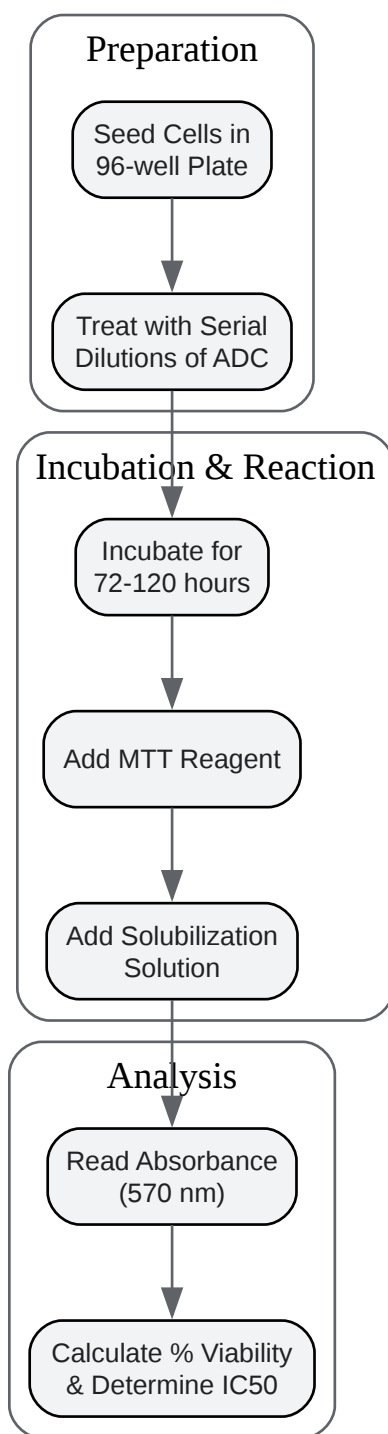 Preparation
Seed Cells in
96-well Plate
Treat with Serial
Dilutions of ADC
Incubation & Reaction
Incubate for
72-120 hours
Add MTT Reagent
Add Solubilization
Solution
Analysis
Read Absorbance
(570 nm)
Calculate % Viability
& Determine IC50